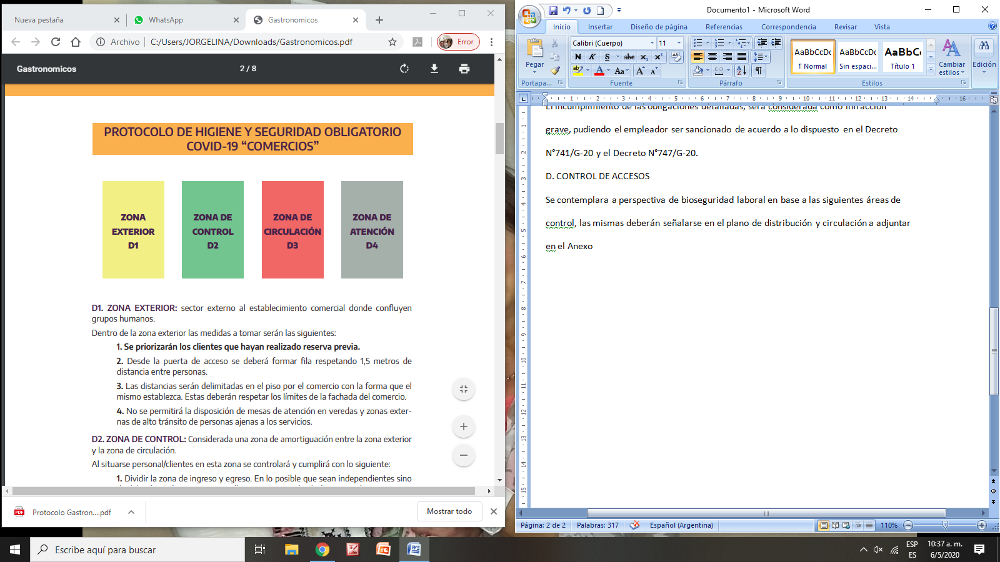 Nueva pestaña
WhatsApp
Gastronomicos
Archivo
C:/Users/JORGELINA/Downloads/Gastronomicos.pdf
Error
Gastronomicos
2 / 8
PROTOCOLO DE HIGIENE Y SEGURIDAD OBLIGATORIO
COVID-19 “COMERCIOS”
ZONA
EXTERIOR
D1
ZONA DE
CONTROL
D2
ZONA DE
CIRCULACIÓN
D3
ZONA DE
ATENCIÓN
D4
D1. ZONA EXTERIOR: sector externo al establecimiento comercial donde confluyen
grupos humanos.
Dentro de la zona exterior las medidas a tomar serán las siguientes:
1. Se priorizarán los clientes que hayan realizado reserva previa.
2. Desde la puerta de acceso se deberá formar fila respetando 1,5 metros de
distancia entre personas.
3. Las distancias serán delimitadas en el piso por el comercio con la forma que el
mismo establezca. Estas deberán respetar los límites de la fachada del comercio.
4. No se permitirá la disposición de mesas de atención en veredas y zonas exter-
nas de alto tránsito de personas ajenas a los servicios.
D2. ZONA DE CONTROL: Considerada una zona de amortiguación entre la zona exterior
y la zona de circulación.
Al situarse personal/clientes en esta zona se controlará y cumplirá con lo siguiente:
1. Dividir la zona de ingreso y egreso. En lo posible que sean independientes sino
Protocolo Gastron....pdf
Mostrar todo
Documento1 - Microsoft Word
Inicio
Insertar
Diseño de página
Referencias
Correspondencia
Revisar
Vista
Pegar
Portapa...
Calibri (Cuerpo)
11
N K S abc x₂ x² 
Aa
Fuente
Párrafo
AaBbCcDc
¶ Normal
AaBbCcDc
Sin espaci...
AaBbCc
Título 1
Cambiar
estilos
Estilos
Edición
El incumplimiento de las obligaciones detalladas, será considerada como infracción
grave, pudiendo el empleador ser sancionado de acuerdo a lo dispuesto en el Decreto
N°741/G-20 y el Decreto N°747/G-20.
D. CONTROL DE ACCESOS
Se contemplara a perspectiva de bioseguridad laboral en base a las siguientes áreas de
control, las mismas deberán señalarse en el plano de distribución y circulación a adjuntar
en el Anexo
Página: 2 de 2
Palabras: 317
Español (Argentina)
110%
Escribe aquí para buscar
ESP
ES
10:37 a. m.
6/5/2020